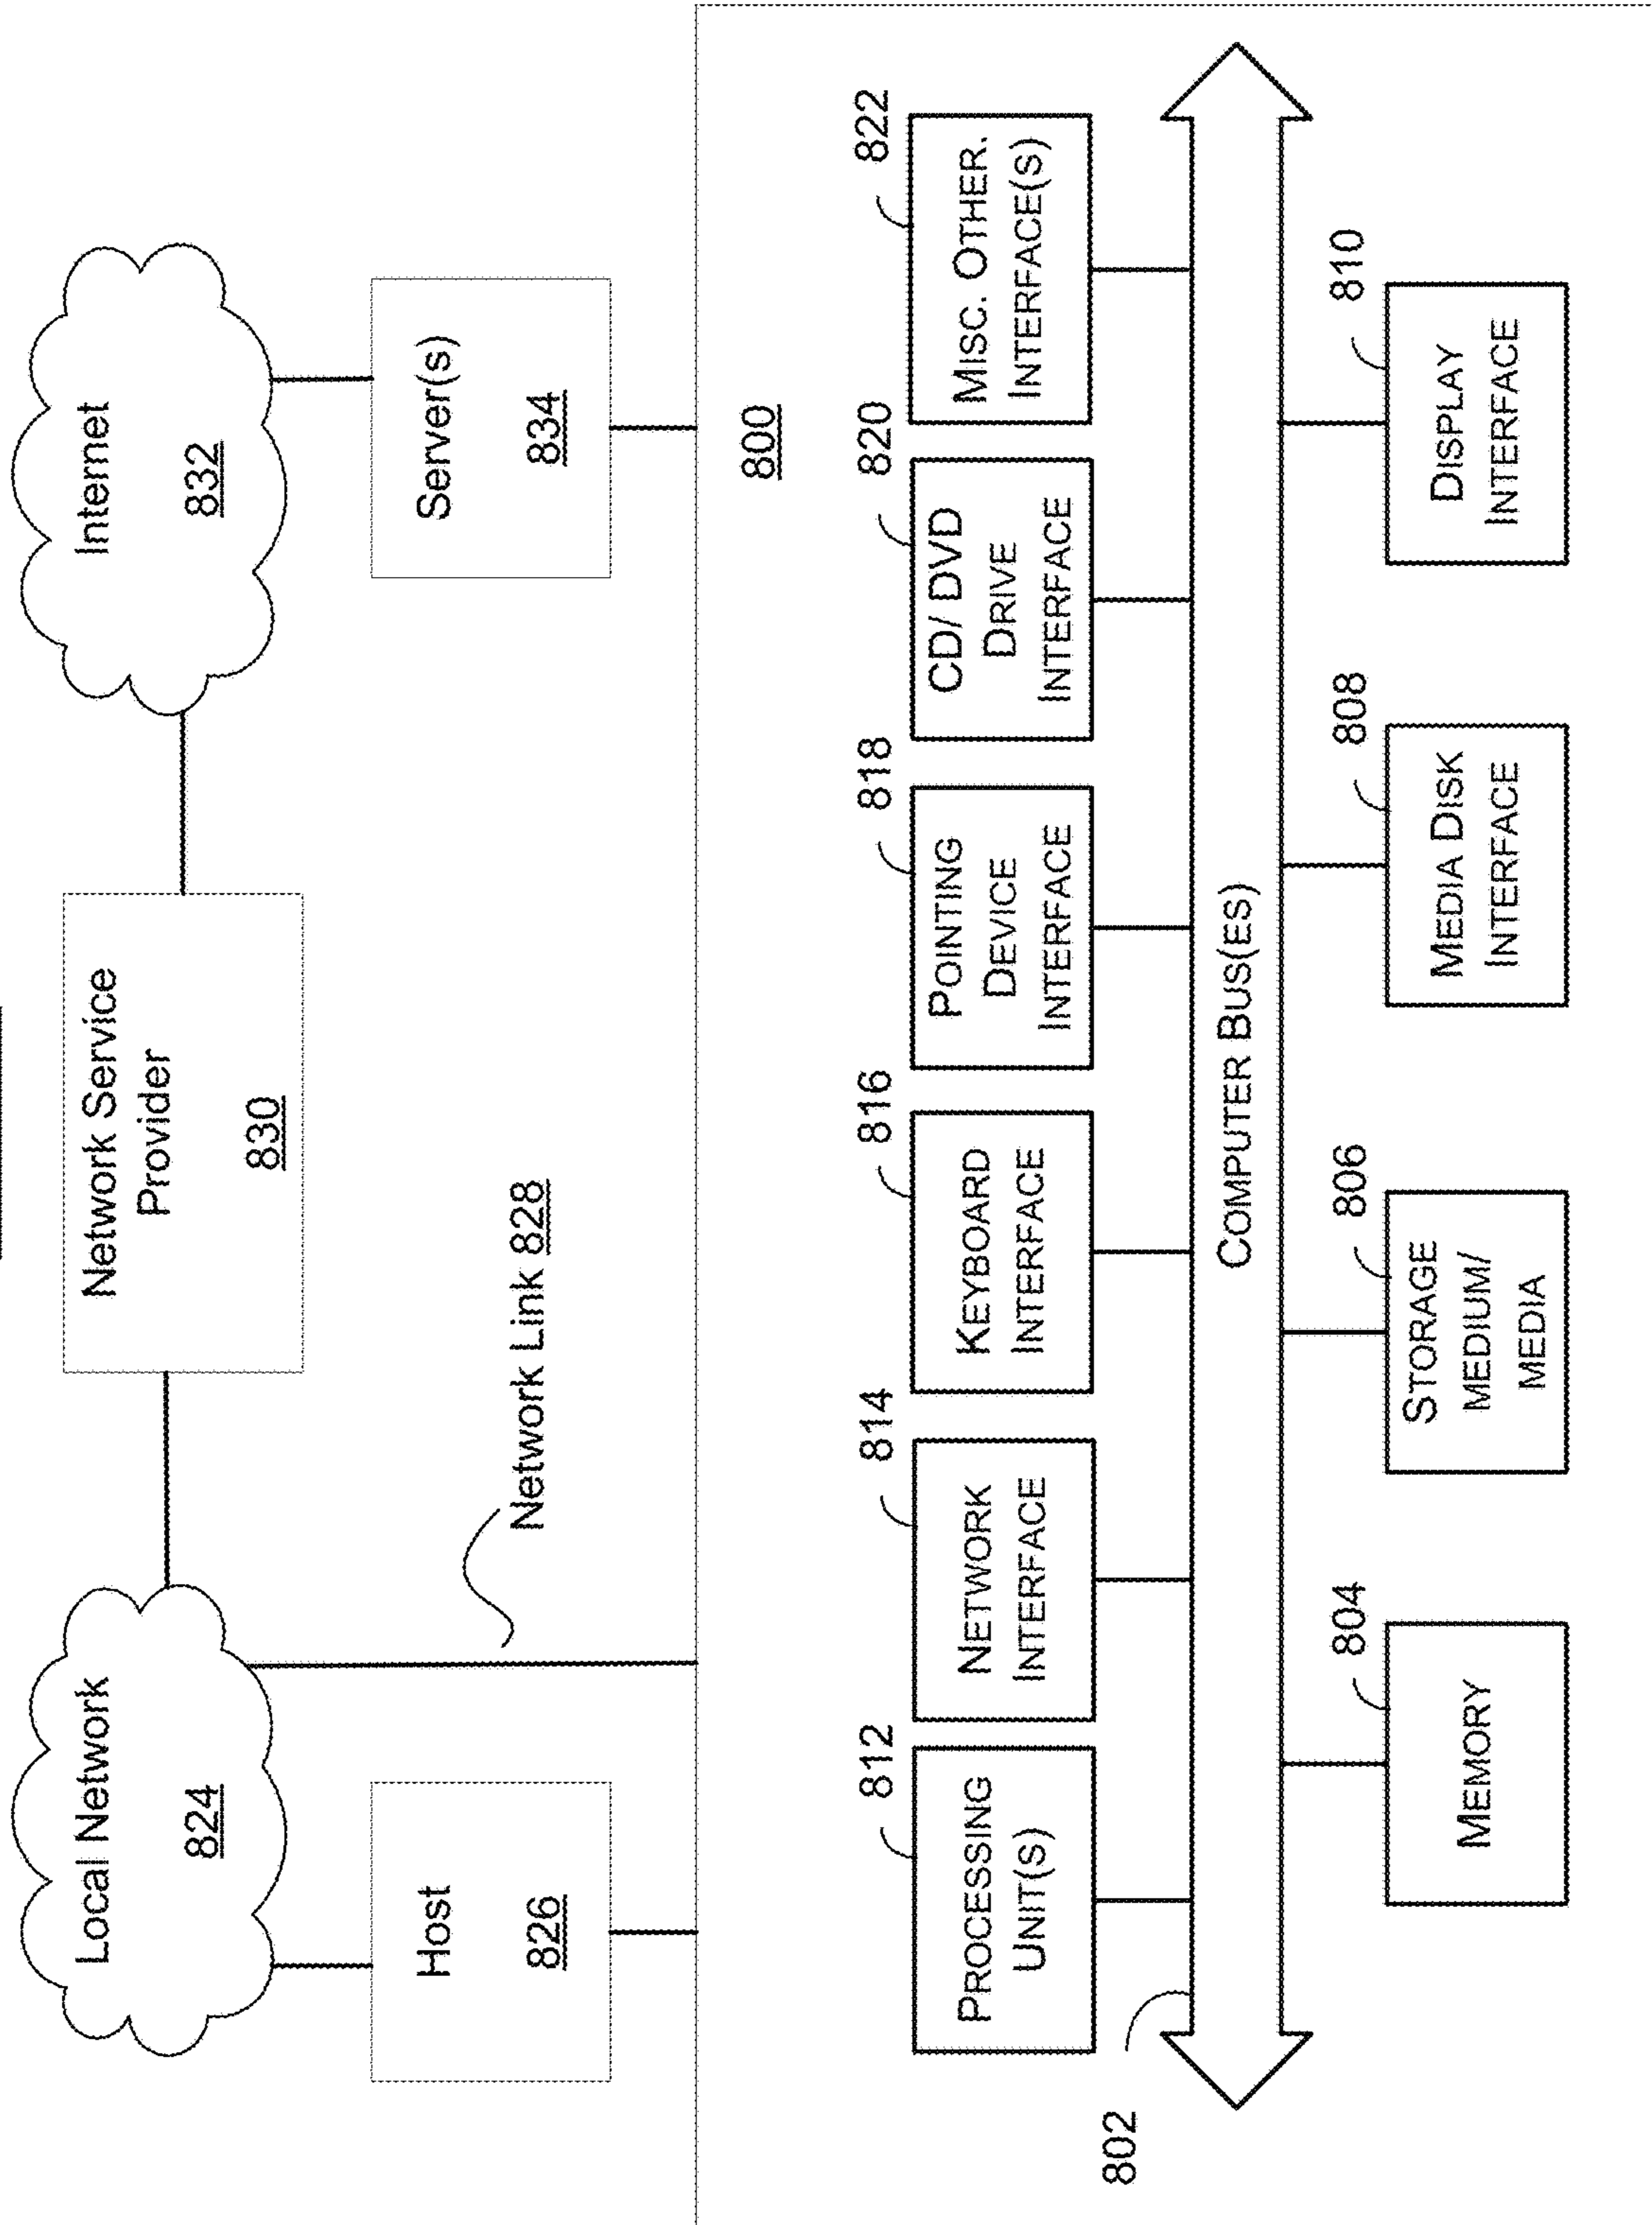 Local Network
824
Network Service
Provider
830
Internet
832
Host
826
Network Link 828
Server(s)
834
800
812
PROCESSING
UNIT(S)
814
NETWORK
INTERFACE
816
KEYBOARD
INTERFACE
818
POINTING
DEVICE
INTERFACE
820
CD/ DVD
DRIVE
INTERFACE
822
MISC. OTHER.
INTERFACE(S)
802
COMPUTER BUS(ES)
804
MEMORY
806
STORAGE
MEDIUM/
MEDIA
808
MEDIA DISK
INTERFACE
810
DISPLAY
INTERFACE